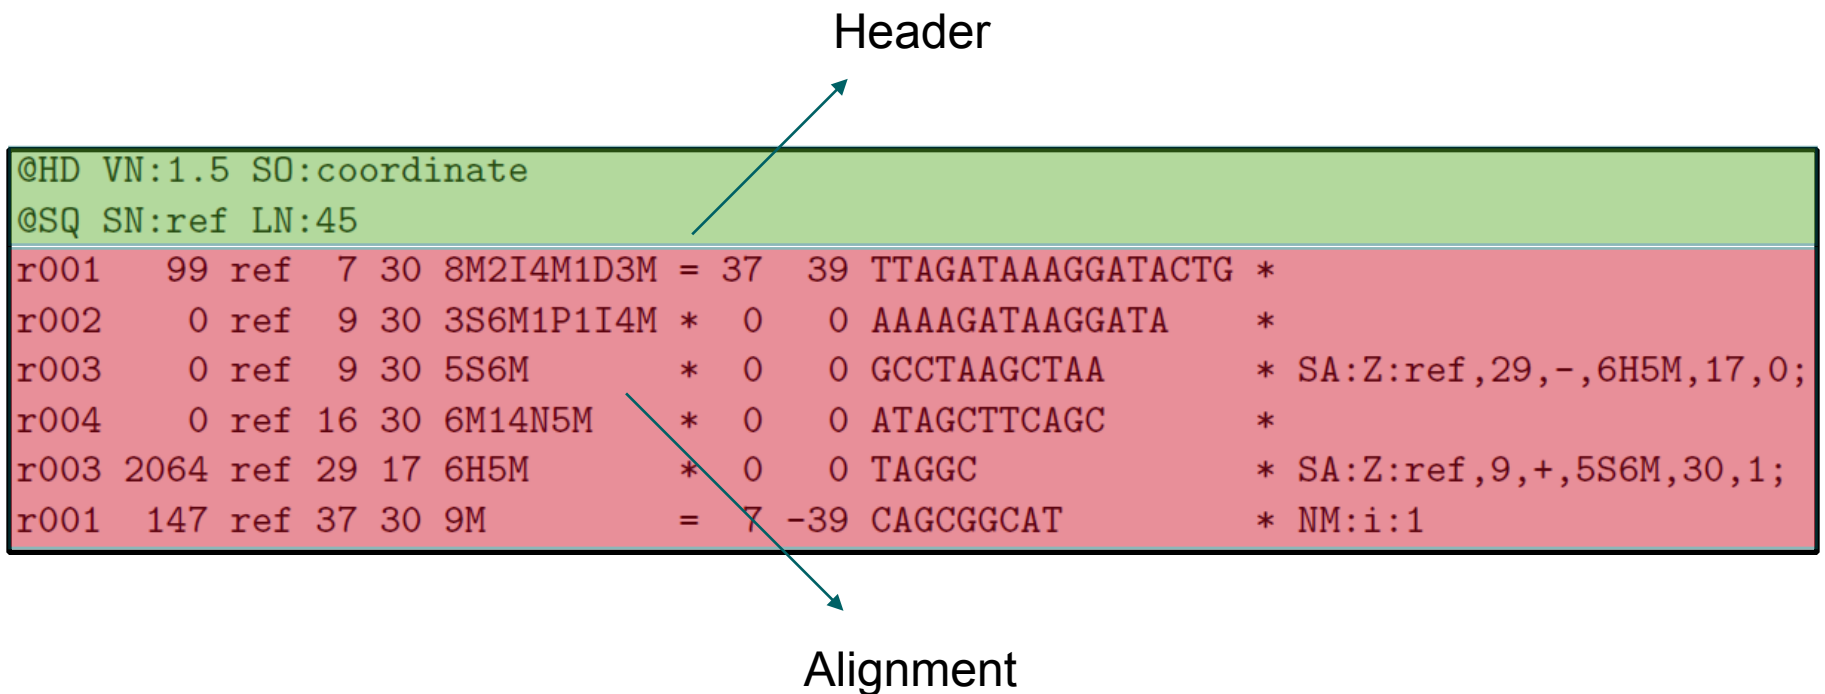 Header
@HD VN:1.5 SO:coordinate
@SQ SN:ref LN:45
r001 99 ref 7 30 8M2I4M1D3M = 37 39 TTAGATAAAGGATACTG *
r002 0 ref 9 30 3S6M1P1I4M * 0 0 AAAAGATAAGGATA *
r003 0 ref 9 30 5S6M * 0 0 GCCTAAGCTAA * SA:Z:ref,29,-,6H5M,17,0;
r004 0 ref 16 30 6M14N5M * 0 0 ATAGCTTCAGC *
r003 2064 ref 29 17 6H5M * 0 0 TAGGC * SA:Z:ref,9,+,5S6M,30,1;
r001 147 ref 37 30 9M = 7 -39 CAGCGGCAT * NM:i:1
Alignment